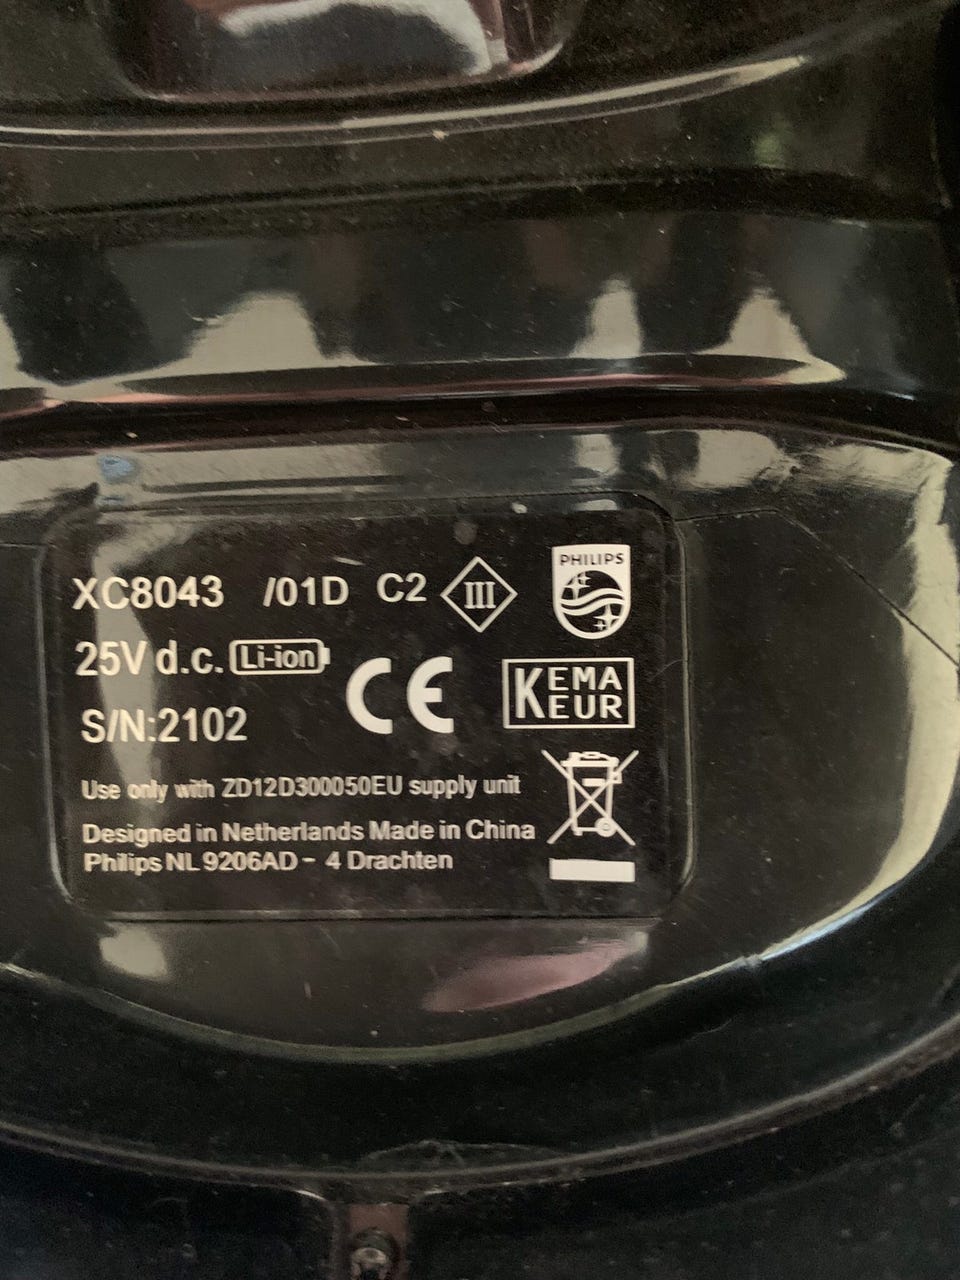 XC8043 /01D C2 III PHILIPS
25V d.c. Li-ion CE KEMA
KEUR
S/N:2102
Use only with ZD12D300050EU supply unit
Designed in Netherlands Made in China
Philips NL 9206AD - 4 Drachten